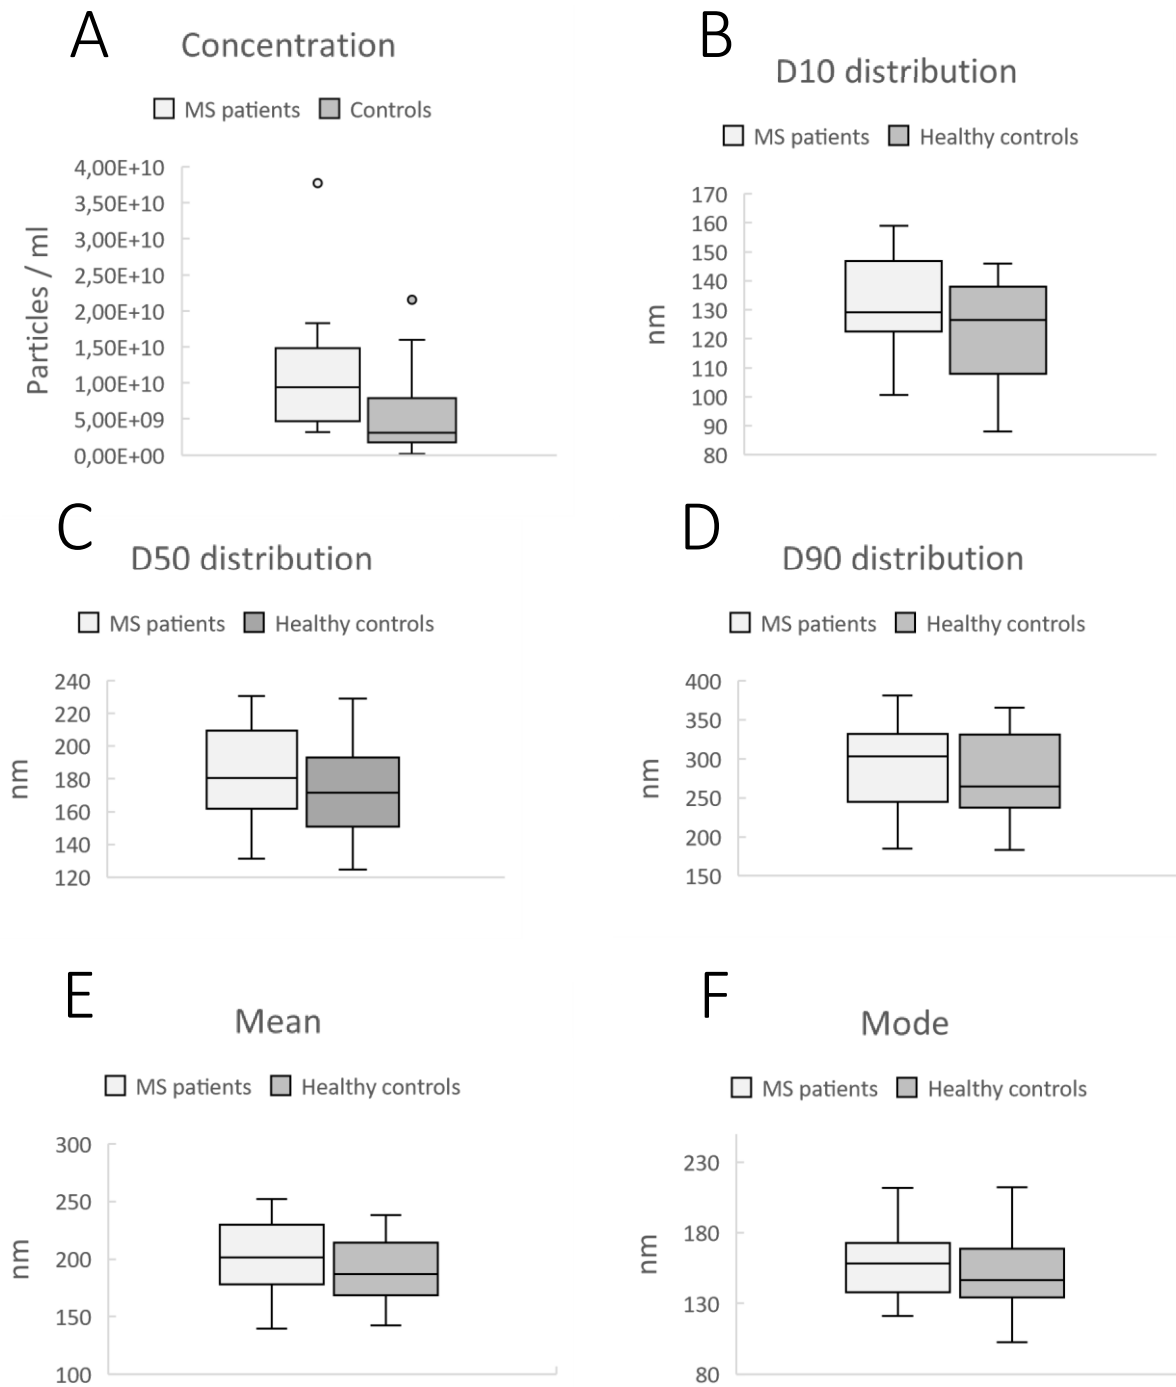 A
Concentration
MS patients Controls
Particles / ml
4,00E+10
3,50E+10
3,00E+10
2,50E+10
2,00E+10
1,50E+10
1,00E+10
5,00E+09
0,00E+00
B
D10 distribution
MS patients Healthy controls
nm
170
160
150
140
130
120
110
100
90
80
C
D50 distribution
MS patients Healthy controls
nm
240
220
200
180
160
140
120
D
D90 distribution
MS patients Healthy controls
nm
400
350
300
250
200
150
E
Mean
MS patients Healthy controls
nm
300
250
200
150
100
F
Mode
MS patients Healthy controls
nm
230
180
130
80